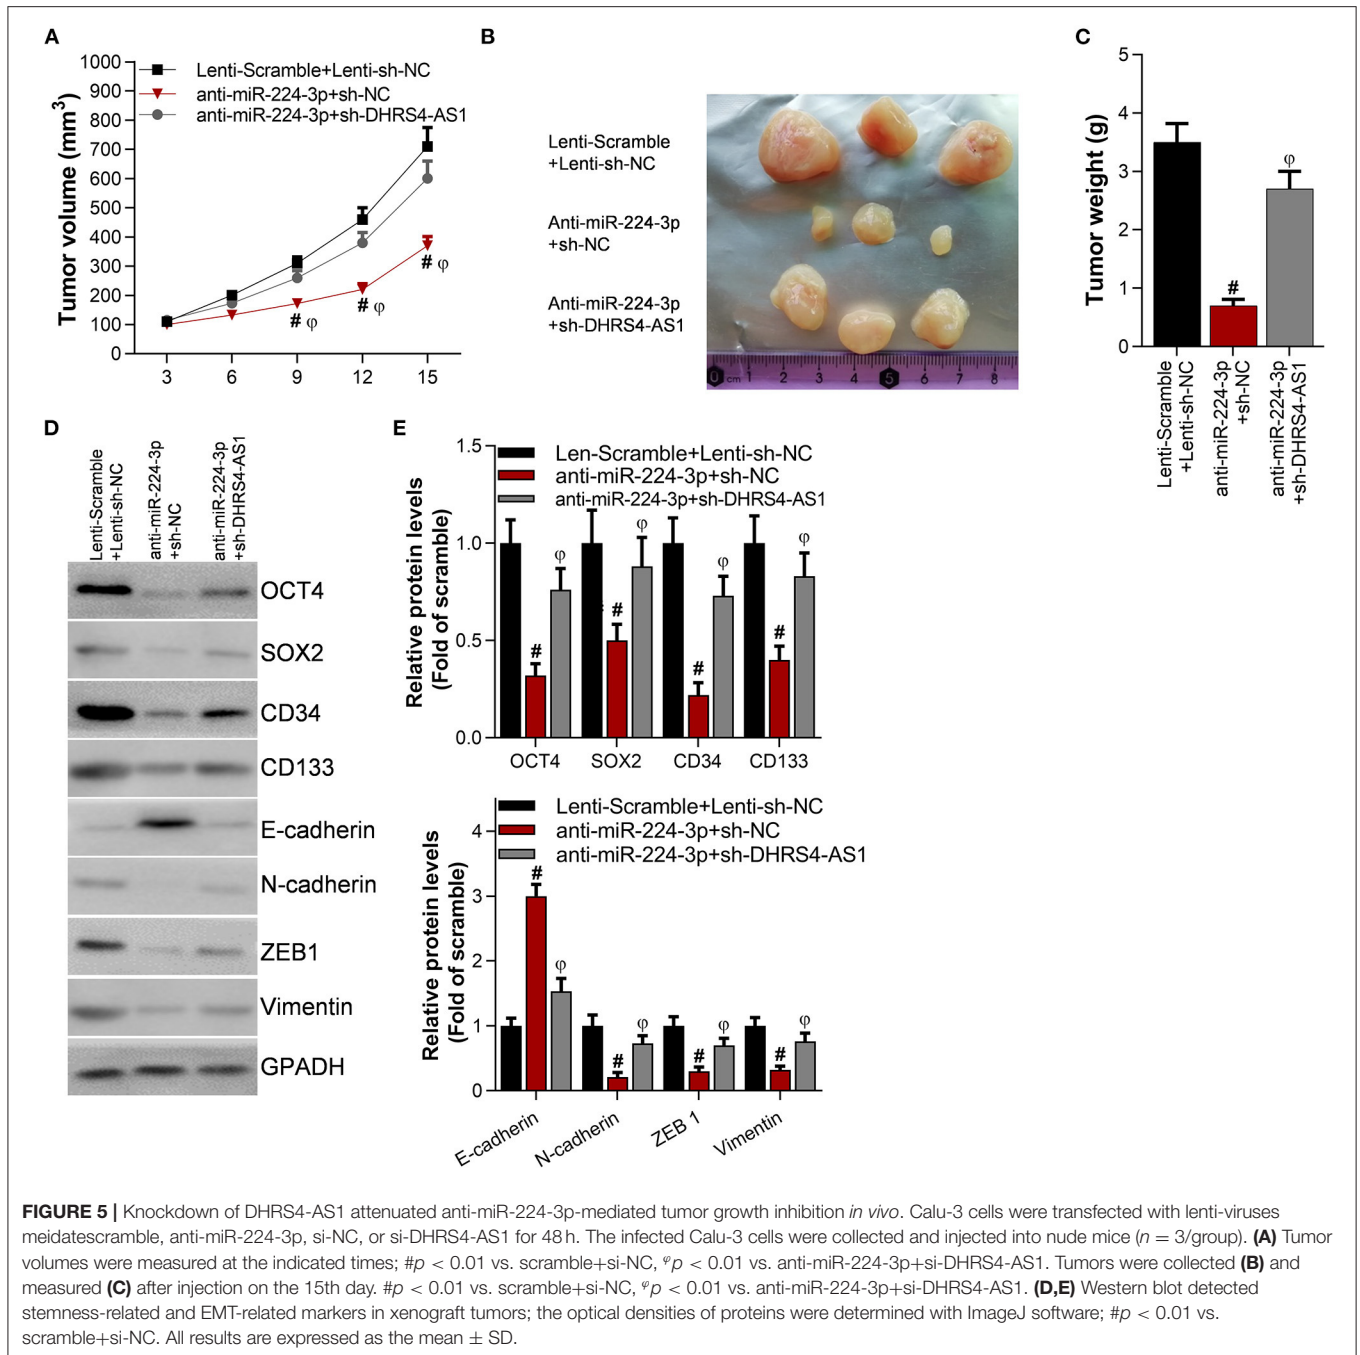 A
1000
900
800
700
600
500
400
300
200
100
0
Tumor volume (mm³)
Lenti-Scramble+Lenti-sh-NC
anti-miR-224-3p+sh-NC
anti-miR-224-3p+sh-DHRS4-AS1
# φ
# φ
# φ
3 6 9 12 15
B
Lenti-Scramble
+Lenti-sh-NC
Anti-miR-224-3p
+sh-NC
Anti-miR-224-3p
+sh-DHRS4-AS1
0 cm 1 2 3 4 5 6 7 8
C
5
4
3
2
1
0
Tumor weight (g)
#
φ
Lenti-Scramble
+Lenti-sh-NC
anti-miR-224-3p
+sh-NC
anti-miR-224-3p
+sh-DHRS4-AS1
D
Lenti-Scramble
+Lenti-sh-NC
anti-miR-224-3p
+sh-NC
anti-miR-224-3p
+sh-DHRS4-AS1
OCT4
SOX2
CD34
CD133
E-cadherin
N-cadherin
ZEB1
Vimentin
GPADH
E
1.5
1.0
0.5
0.0
Relative protein levels
(Fold of scramble)
Len-Scramble+Lenti-sh-NC
anti-miR-224-3p+sh-NC
anti-miR-224-3p+sh-DHRS4-AS1
# φ # φ # φ # φ
OCT4 SOX2 CD34 CD133
4
3
2
1
0
Relative protein levels
(Fold of scramble)
Lenti-Scramble+Lenti-sh-NC
anti-miR-224-3p+sh-NC
anti-miR-224-3p+sh-DHRS4-AS1
# φ # φ # φ # φ
E-cadherin N-cadherin ZEB 1 Vimentin
FIGURE 5 | Knockdown of DHRS4-AS1 attenuated anti-miR-224-3p-mediated tumor growth inhibition in vivo. Calu-3 cells were transfected with lenti-viruses
meidatescramble, anti-miR-224-3p, si-NC, or si-DHRS4-AS1 for 48 h. The infected Calu-3 cells were collected and injected into nude mice (n = 3/group). (A) Tumor
volumes were measured at the indicated times; #p < 0.01 vs. scramble+si-NC, φp < 0.01 vs. anti-miR-224-3p+si-DHRS4-AS1. Tumors were collected (B) and
measured (C) after injection on the 15th day. #p < 0.01 vs. scramble+si-NC, φp < 0.01 vs. anti-miR-224-3p+si-DHRS4-AS1. (D,E) Western blot detected
stemness-related and EMT-related markers in xenograft tumors; the optical densities of proteins were determined with ImageJ software; #p < 0.01 vs.
scramble+si-NC. All results are expressed as the mean ± SD.